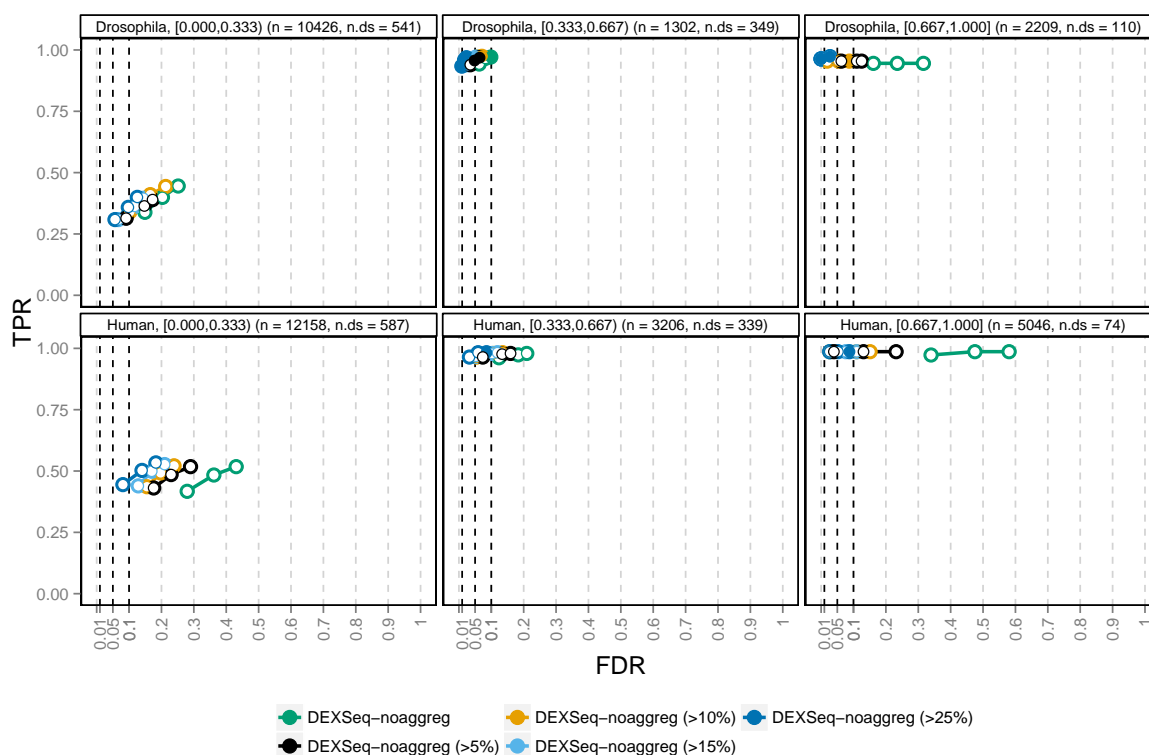 Drosophila, [0.000,0.333) (n = 10426, n.ds = 541)
Drosophila, [0.333,0.667) (n = 1302, n.ds = 349)
Drosophila, [0.667,1.000] (n = 2209, n.ds = 110)
1.00
0.75
0.50
0.25
0.00
Human, [0.000,0.333) (n = 12158, n.ds = 587)
Human, [0.333,0.667) (n = 3206, n.ds = 339)
Human, [0.667,1.000] (n = 5046, n.ds = 74)
1.00
0.75
0.50
0.25
0.00
TPR
0.01 0.05 0.1 0.2 0.3 0.4 0.5 0.6 0.7 0.8 0.9 1
0.01 0.05 0.1 0.2 0.3 0.4 0.5 0.6 0.7 0.8 0.9 1
0.01 0.05 0.1 0.2 0.3 0.4 0.5 0.6 0.7 0.8 0.9 1
FDR
DEXSeq−noaggreg DEXSeq−noaggreg (>10%) DEXSeq−noaggreg (>25%)
DEXSeq−noaggreg (>5%) DEXSeq−noaggreg (>15%)